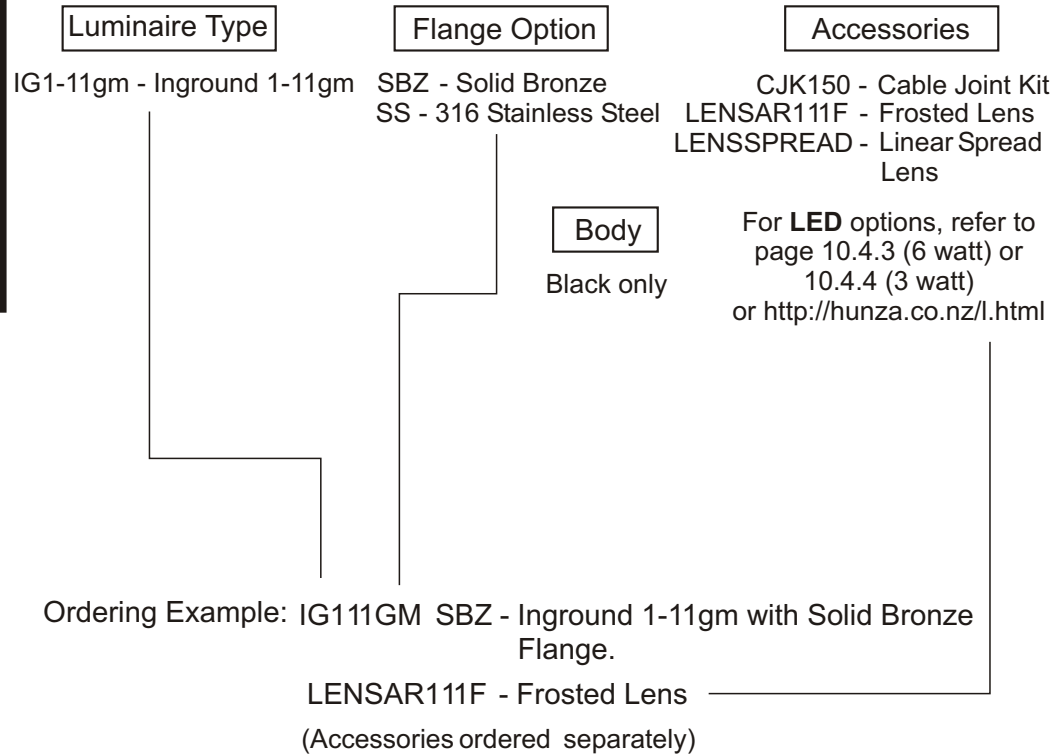 Luminaire Type
IG1-11gm - Inground 1-11gm
Flange Option
SBZ - Solid Bronze
SS - 316 Stainless Steel
Accessories
CJK150 - Cable Joint Kit
LENSAR111F - Frosted Lens
LENSSPREAD - Linear Spread
Lens
Body
Black only
For LED options, refer to
page 10.4.3 (6 watt) or
10.4.4 (3 watt)
or http://hunza.co.nz/l.html
Ordering Example: IG111GM SBZ - Inground 1-11gm with Solid Bronze
Flange.
LENSAR111F - Frosted Lens
(Accessories ordered separately)